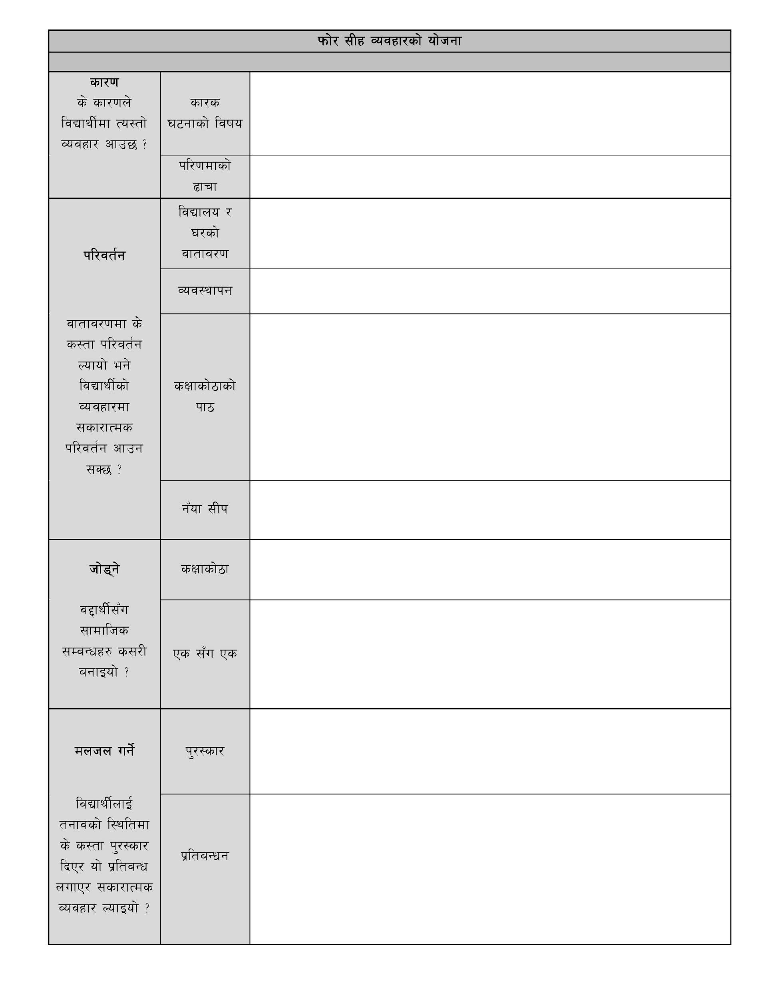 फोर सीह व्यवहारको योजना
कारण
के कारणले
विद्यार्थीमा त्यस्तो
व्यवहार आउछ ?
कारक
घटनाको विषय
परिणमाको
ढाचा
परिवर्तन
वातावरणमा के
कस्ता परिवर्तन
ल्यायो भने
विद्यार्थीको
व्यवहारमा
सकारात्मक
परिवर्तन आउन
सक्छ ?
विद्यालय र
घरको
वातावरण
व्यवस्थापन
कक्षाकोठाको
पाठ
नँया सीप
जोड्ने
वद्दार्थीसँग
सामाजिक
सम्बन्धहरु कसरी
बनाइयो ?
कक्षाकोठा
एक सँग एक
मलजल गर्ने
विद्यार्थीलाई
तनावको स्थितिमा
के कस्ता पुरस्कार
दिएर यो प्रतिबन्ध
लगाएर सकारात्मक
व्यवहार ल्याइयो ?
पुरस्कार
प्रतिबन्धन